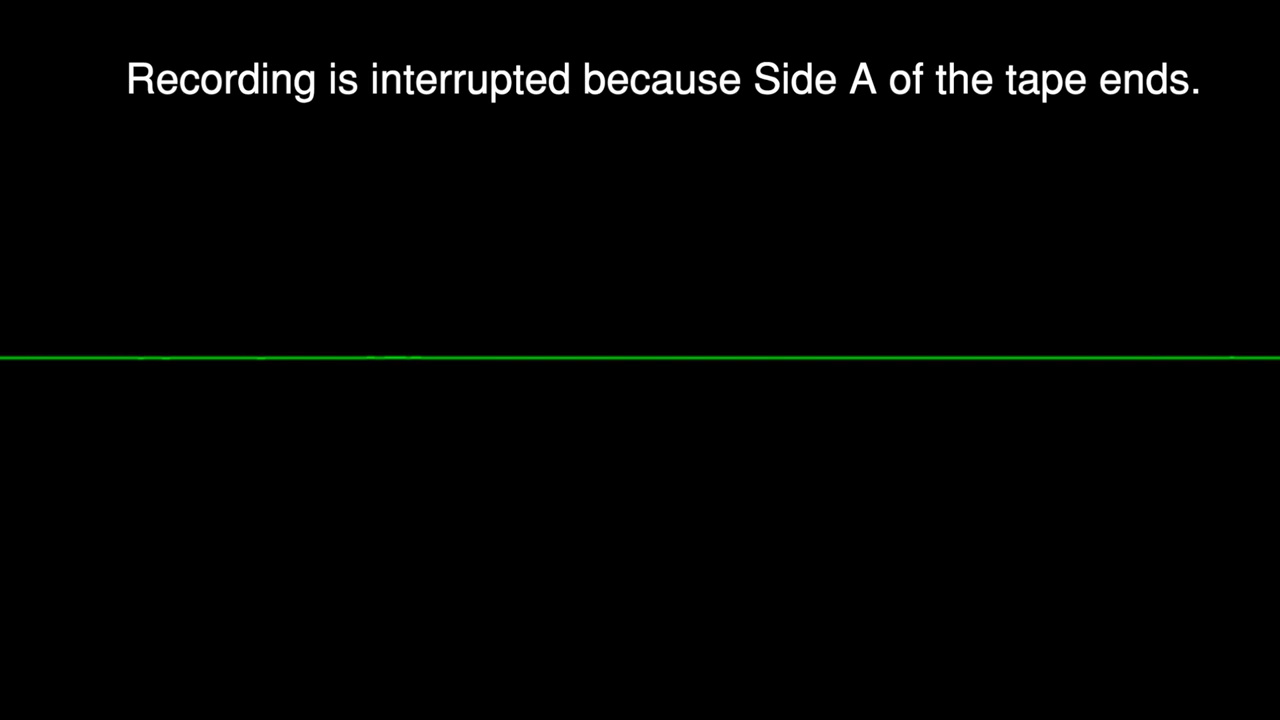 Recording is interrupted because Side A of the tape ends.